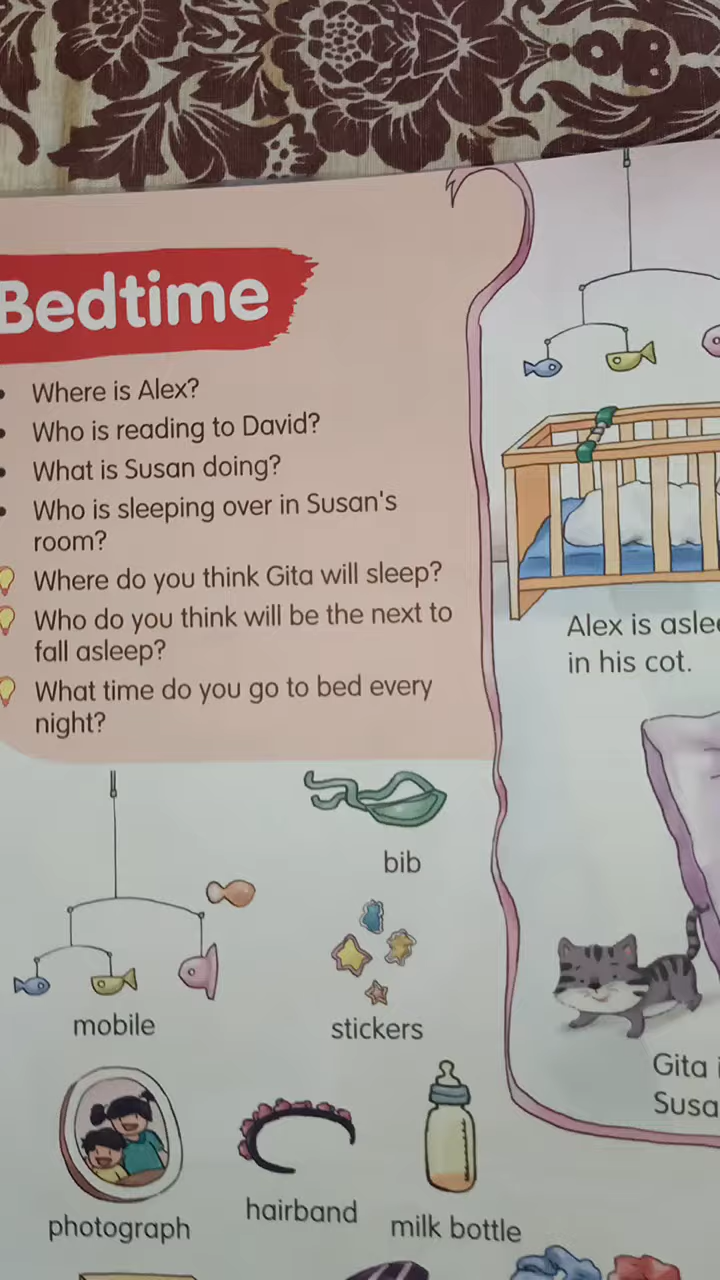 Bedtime
• Where is Alex?
• Who is reading to David?
• What is Susan doing?
• Who is sleeping over in Susan's
room?
Where do you think Gita will sleep?
Who do you think will be the next to
fall asleep?
What time do you go to bed every
night?
bib
mobile
stickers
photograph
hairband
milk bottle
Alex is
in his cot.
Gita